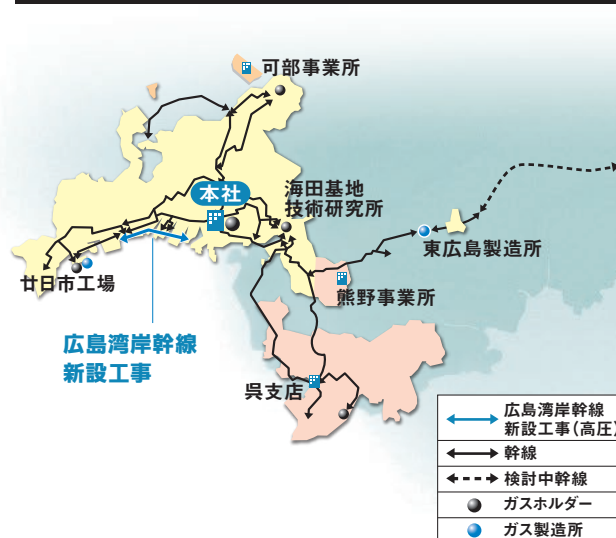 可部事業所
本社
海田基地
技術研究所
東広島製造所
廿日市工場
熊野事業所
広島湾岸幹線
新設工事
呉支店
広島湾岸幹線
新設工事(高圧)
幹線
検討中幹線
ガスホルダー
ガス製造所